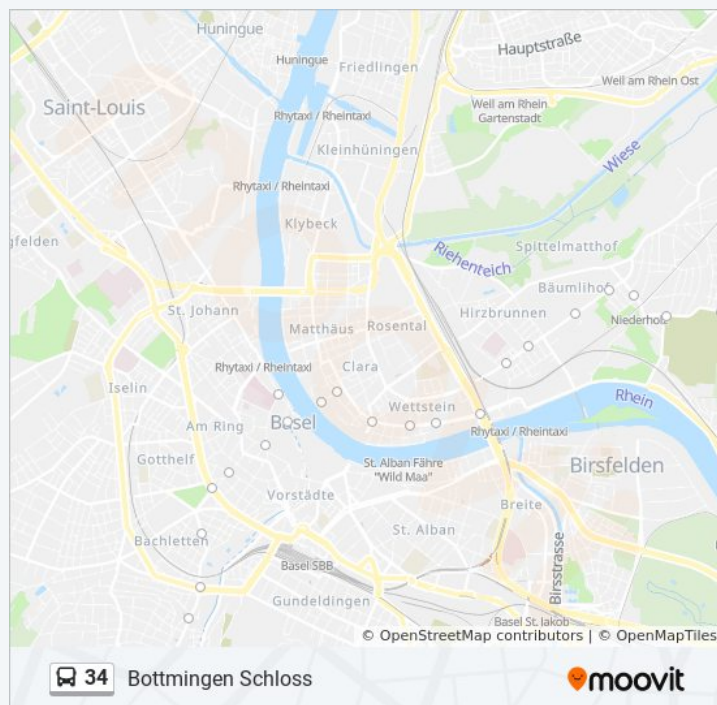 Huningue
Huningue
Friedlingen
Hauptstraße
Weil am Rhein Ost
Saint-Louis
Weil am Rhein
Gartenstadt
Rhytaxi / Rheintaxi
Kleinhüningen
Wiese
Rhytaxi / Rheintaxi
Klybeck
gfelden
Riehenteich
Spittelmatthof
Bäumlihof
St. Johann
Hirzbrunnen
Niederholz
Matthäus
Rosental
Rhytaxi / Rheintaxi
Clara
Iselin
Rhein
Wettstein
Basel
Am Ring
Rhytaxi / Rheintaxi
Gotthelf
St. Alban Fähre
"Wild Maa"
Birsfelden
Vorstädte
Breite
St. Alban
Bachletten
Basel SBB
Birsstrasse
Gundeldingen
Basel St. Jakob
© OpenStreetMap contributors | © OpenMapTiles
34 Bottmingen Schloss
moovit